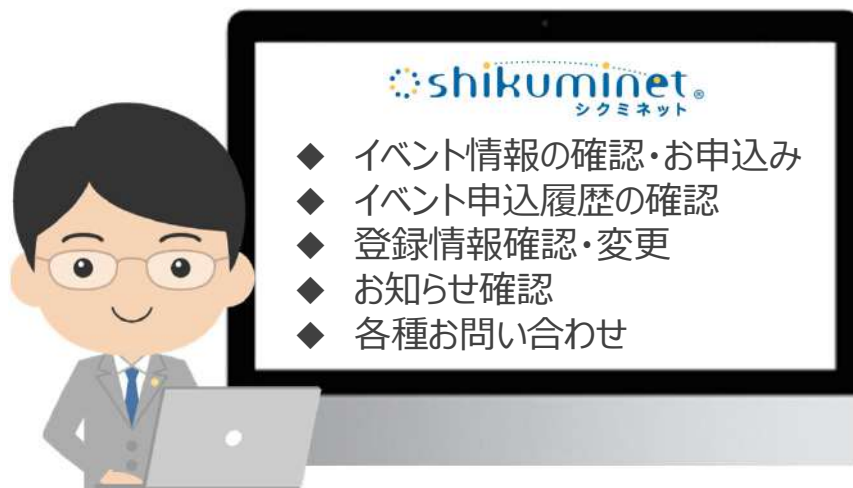 shikuminet®
シクミネット
◆ イベント情報の確認・お申込み
◆ イベント申込履歴の確認
◆ 登録情報確認・変更
◆ お知らせ確認
◆ 各種お問い合わせ